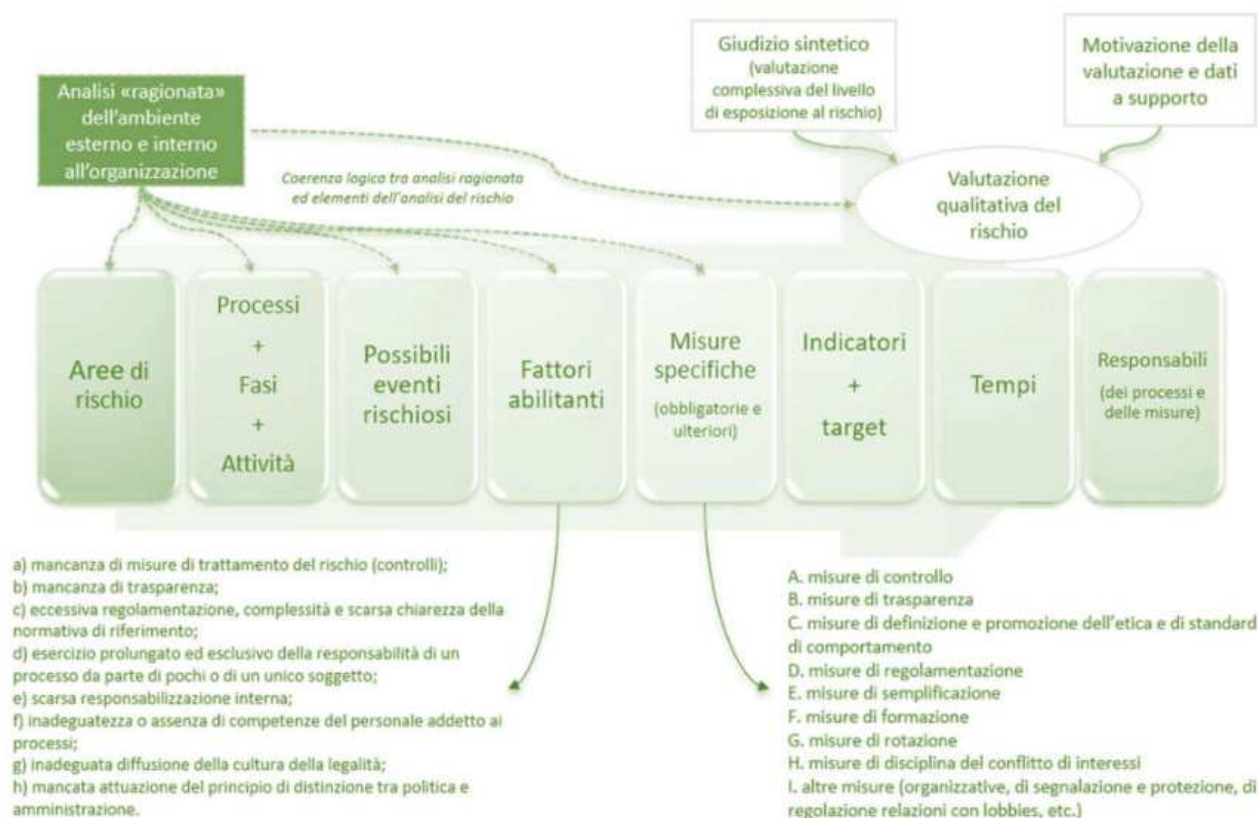 Giudizio sintetico
(valutazione
complessiva del livello
di esposizione al rischio)
Motivazione della
valutazione e dati
a supporto
Analisi «ragionata»
dell'ambiente
esterno e interno
all'organizzazione
Coerenza logica tra analisi ragionata
ed elementi dell'analisi del rischio
Valutazione
qualitativa del
rischio
Aree di
rischio
Processi
+
Fasi
+
Attività
Possibili
eventi
rischiosi
Fattori
abilitanti
Misure
specifiche
(obbligatorie e
ulteriori)
Indicatori
+
target
Tempi
Responsabili
(dei processi e
delle misure)
a) mancanza di misure di trattamento del rischio (controlli);
b) mancanza di trasparenza;
c) eccessiva regolamentazione, complessità e scarsa chiarezza della
normativa di riferimento;
d) esercizio prolungato ed esclusivo della responsabilità di un
processo da parte di pochi o di un unico soggetto;
e) scarsa responsabilizzazione interna;
f) inadeguatezza o assenza di competenze del personale addetto ai
processi;
g) inadeguata diffusione della cultura della legalità;
h) mancata attuazione del principio di distinzione tra politica e
amministrazione.
A. misure di controllo
B. misure di trasparenza
C. misure di definizione e promozione dell'etica e di standard
di comportamento
D. misure di regolamentazione
E. misure di semplificazione
F. misure di formazione
G. misure di rotazione
H. misure di disciplina del conflitto di interessi
I. altre misure (organizzative, di segnalazione e protezione, di
regolazione relazioni con lobbies, etc.)